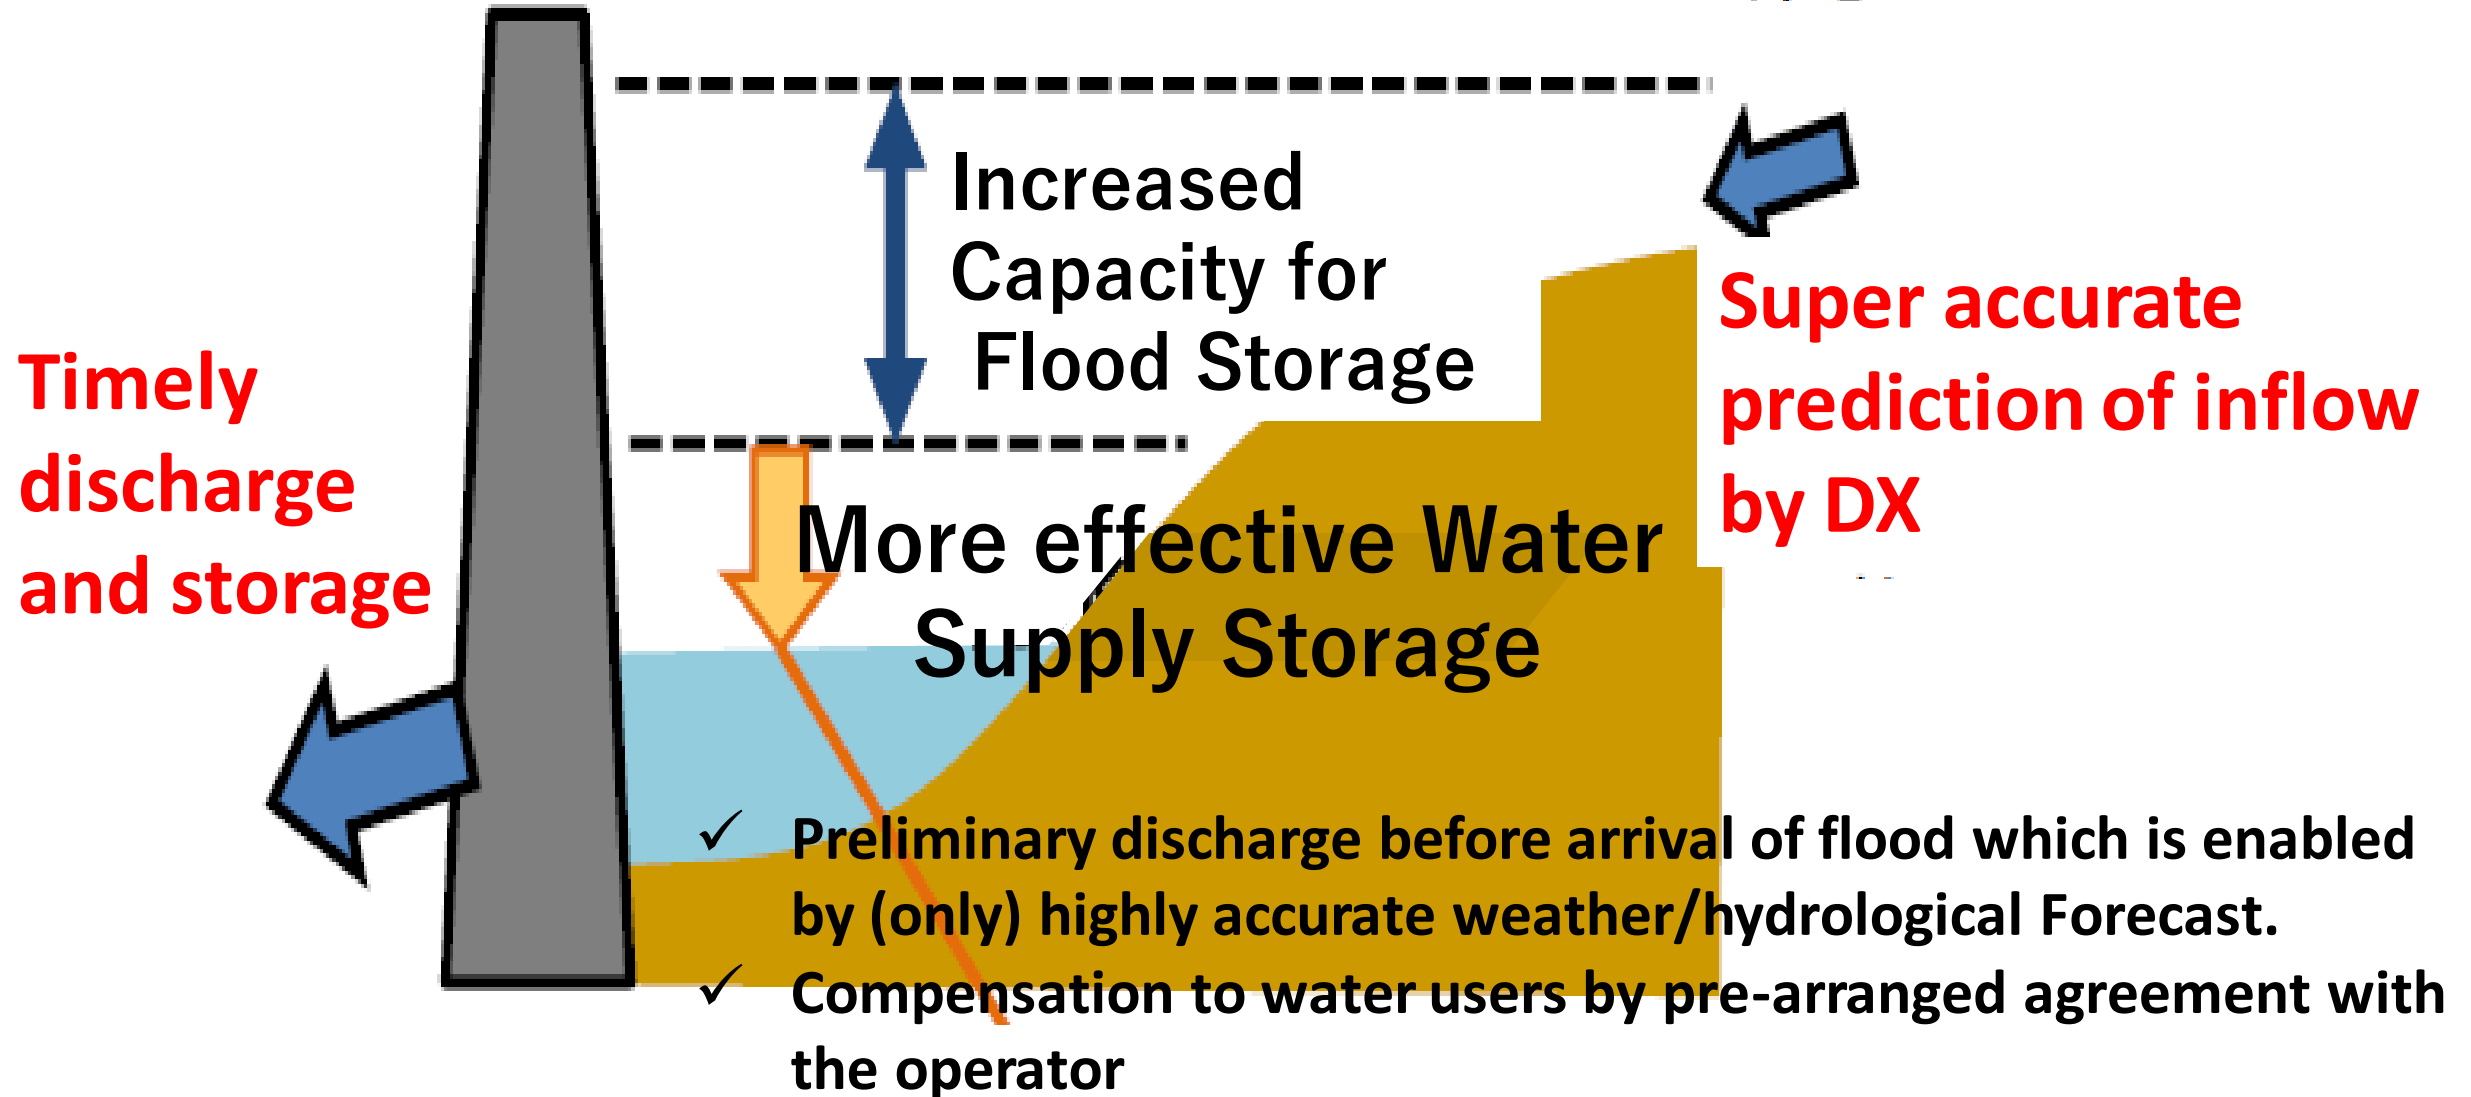 Increased
Capacity for
Flood Storage
Timely
discharge
and storage
Super accurate
prediction of inflow
by DX
More effective Water
Supply Storage
✓ Preliminary discharge before arrival of flood which is enabled
by (only) highly accurate weather/hydrological Forecast.
✓ Compensation to water users by pre-arranged agreement with
the operator